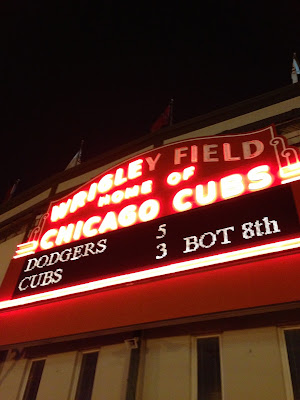 WRIGLEY FIELD
HOME OF
CHICAGO CUBS
DODGERS 5
CUBS 3 BOT 8th